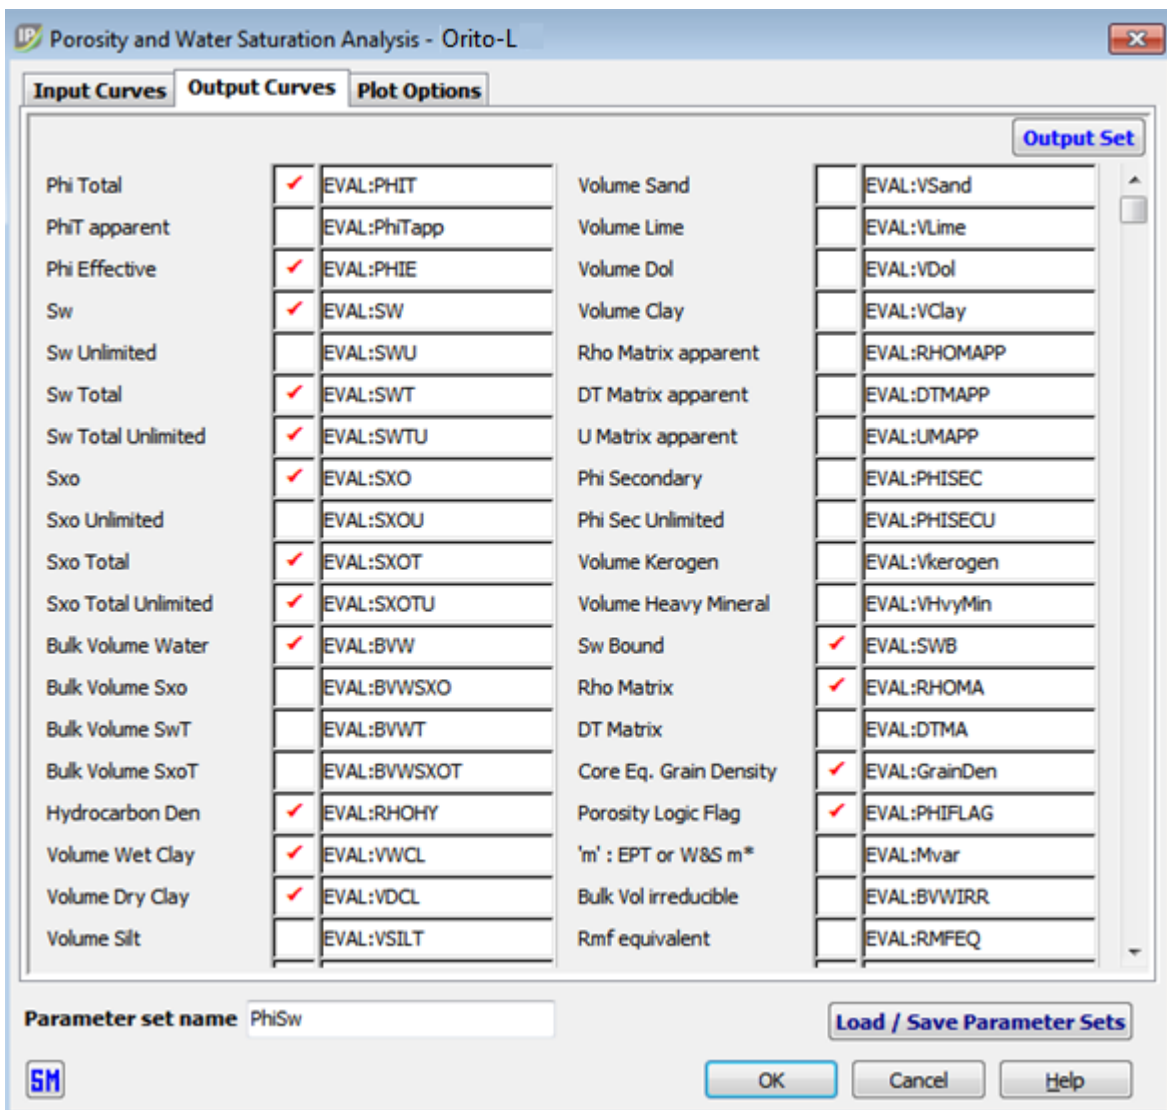 IP Porosity and Water Saturation Analysis - Orito-L
Input Curves Output Curves Plot Options
Output Set
Phi Total ✓ EVAL:PHIT Volume Sand EVAL:VSand
PhiT apparent EVAL:PhiTapp Volume Lime EVAL:VLime
Phi Effective ✓ EVAL:PHIE Volume Dol EVAL:VDol
Sw ✓ EVAL:SW Volume Clay EVAL:VClay
Sw Unlimited EVAL:SWU Rho Matrix apparent EVAL:RHOMAPP
Sw Total ✓ EVAL:SWT DT Matrix apparent EVAL:DTMAPP
Sw Total Unlimited ✓ EVAL:SWTU U Matrix apparent EVAL:UMAPP
Sxo ✓ EVAL:SXO Phi Secondary EVAL:PHISEC
Sxo Unlimited EVAL:SXOU Phi Sec Unlimited EVAL:PHISECU
Sxo Total ✓ EVAL:SXOT Volume Kerogen EVAL:Vkerogen
Sxo Total Unlimited ✓ EVAL:SXOTU Volume Heavy Mineral EVAL:VHvyMin
Bulk Volume Water ✓ EVAL:BVW Sw Bound ✓ EVAL:SWB
Bulk Volume Sxo EVAL:BVWSXO Rho Matrix ✓ EVAL:RHOMA
Bulk Volume SwT EVAL:BVWT DT Matrix EVAL:DTMA
Bulk Volume SxoT EVAL:BVWSXOT Core Eq. Grain Density ✓ EVAL:GrainDen
Hydrocarbon Den ✓ EVAL:RHOHY Porosity Logic Flag ✓ EVAL:PHIFLAG
Volume Wet Clay ✓ EVAL:VWCL 'm' : EPT or W&S m* EVAL:Mvar
Volume Dry Clay ✓ EVAL:VDCL Bulk Vol irreducible EVAL:BVWIRR
Volume Silt EVAL:VSILT Rmf equivalent EVAL:RMFEQ
Parameter set name PhiSw Load / Save Parameter Sets
SM OK Cancel Help